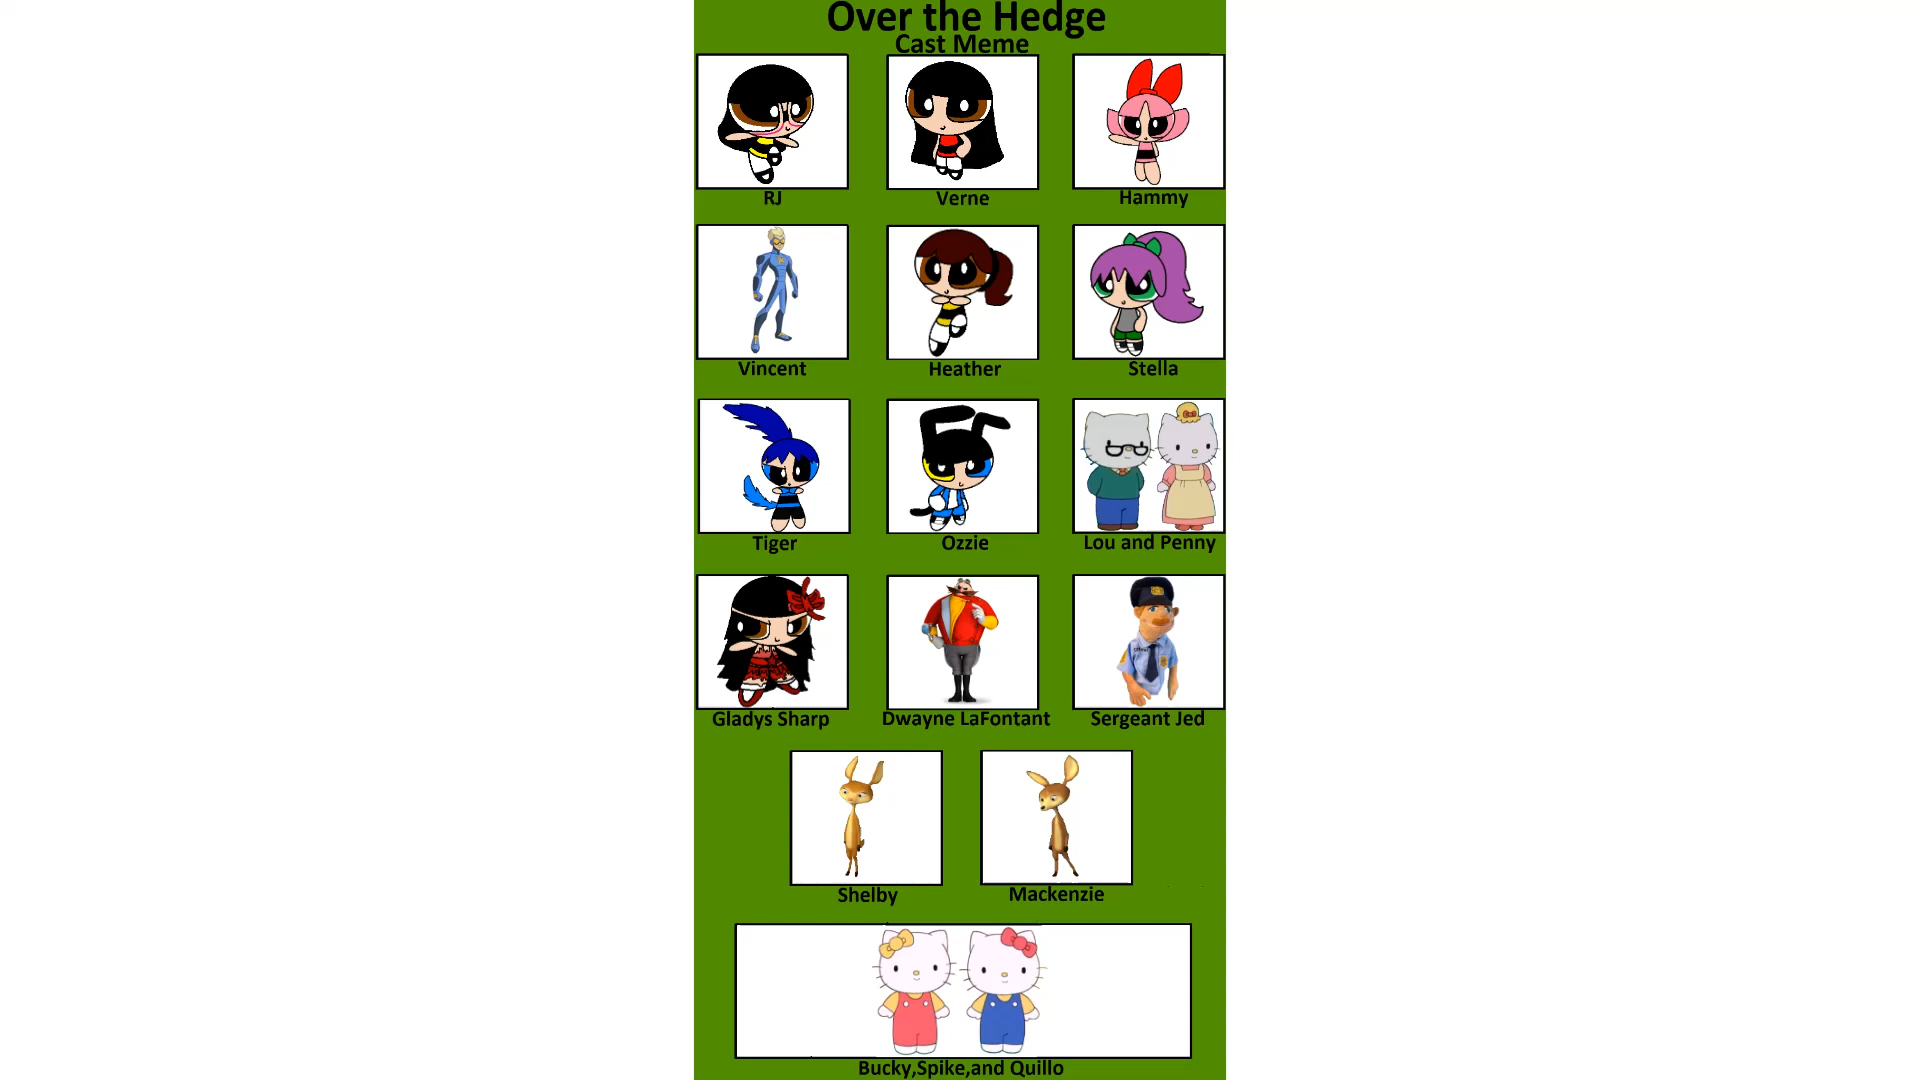 Over the Hedge
Cast Meme
RJ
Verne
Hammy
Vincent
Heather
Stella
Tiger
Ozzie
Lou and Penny
Gladys Sharp
Dwayne LaFontant
Sergeant Jed
Shelby
Mackenzie
Bucky,Spike,and Quillo